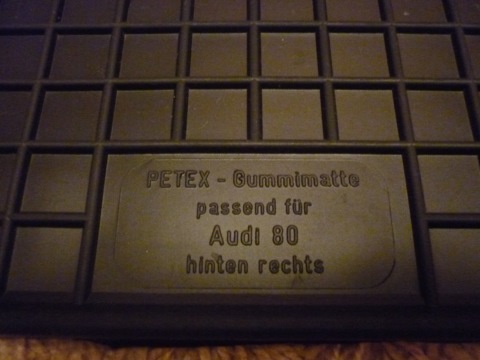 PETEX - Gummimatte
passend für
Audi 80
hinten rechts